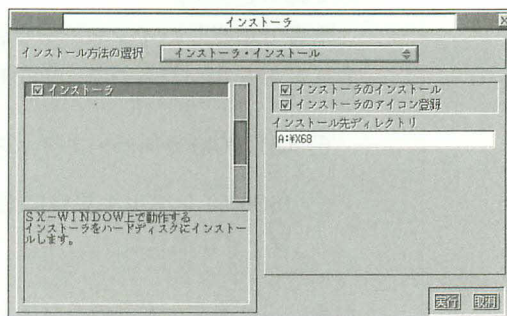 インストーラ
インストール方法の選択 インストーラ・インストール
インストーラ
SX-WINDOW上で動作する
インストーラをハードディスクにインストー
ルします。
インストーラのインストール
インストーラのアイコン登録
インストール先ディレクトリ
A:¥X68
実行 取消